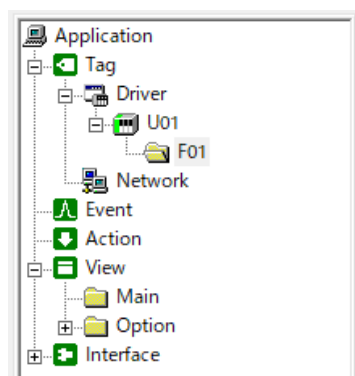 Application
Tag
Driver
U01
F01
Network
Event
Action
View
Main
Option
Interface